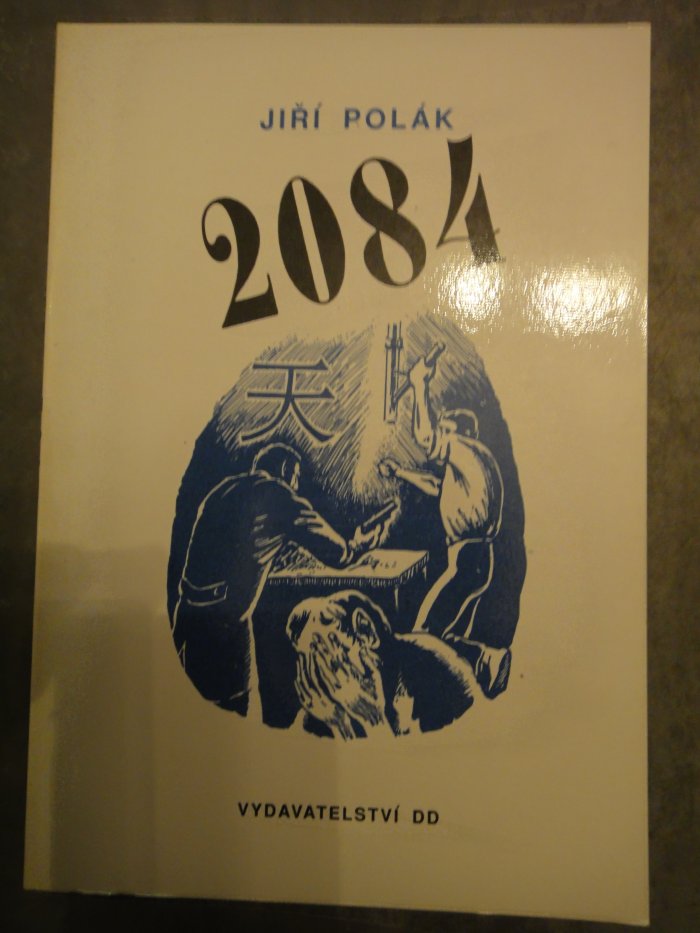 JIŘÍ POLÁK
2084
天
VYDAVATELSTVÍ DD